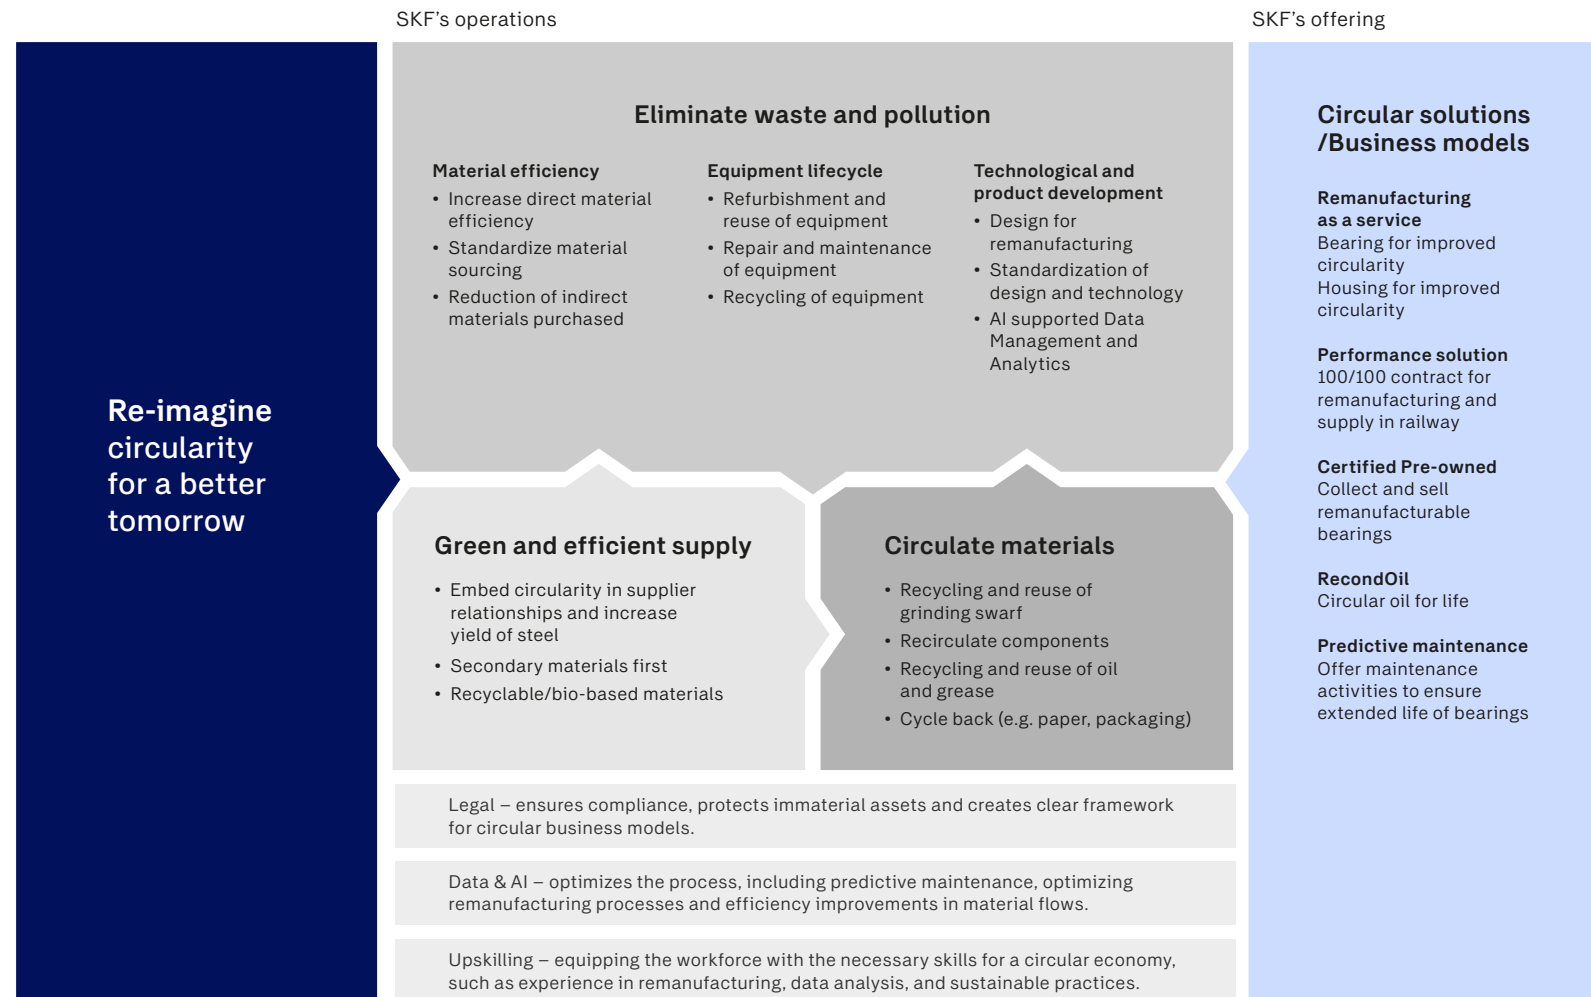 SKF's operations
SKF's offering
Re-imagine
circularity
for a better
tomorrow
Eliminate waste and pollution
Material efficiency
• Increase direct material
efficiency
• Standardize material
sourcing
• Reduction of indirect
materials purchased
Equipment lifecycle
• Refurbishment and
reuse of equipment
• Repair and maintenance
of equipment
• Recycling of equipment
Technological and
product development
• Design for
remanufacturing
• Standardization of
design and technology
• AI supported Data
Management and
Analytics
Green and efficient supply
• Embed circularity in supplier
relationships and increase
yield of steel
• Secondary materials first
• Recyclable/bio-based materials
Circulate materials
• Recycling and reuse of
grinding swarf
• Recirculate components
• Recycling and reuse of oil
and grease
• Cycle back (e.g. paper, packaging)
Legal – ensures compliance, protects immaterial assets and creates clear framework
for circular business models.
Data & AI – optimizes the process, including predictive maintenance, optimizing
remanufacturing processes and efficiency improvements in material flows.
Upskilling – equipping the workforce with the necessary skills for a circular economy,
such as experience in remanufacturing, data analysis, and sustainable practices.
Circular solutions
/Business models
Remanufacturing
as a service
Bearing for improved
circularity
Housing for improved
circularity
Performance solution
100/100 contract for
remanufacturing and
supply in railway
Certified Pre-owned
Collect and sell
remanufacturable
bearings
RecondOil
Circular oil for life
Predictive maintenance
Offer maintenance
activities to ensure
extended life of bearings